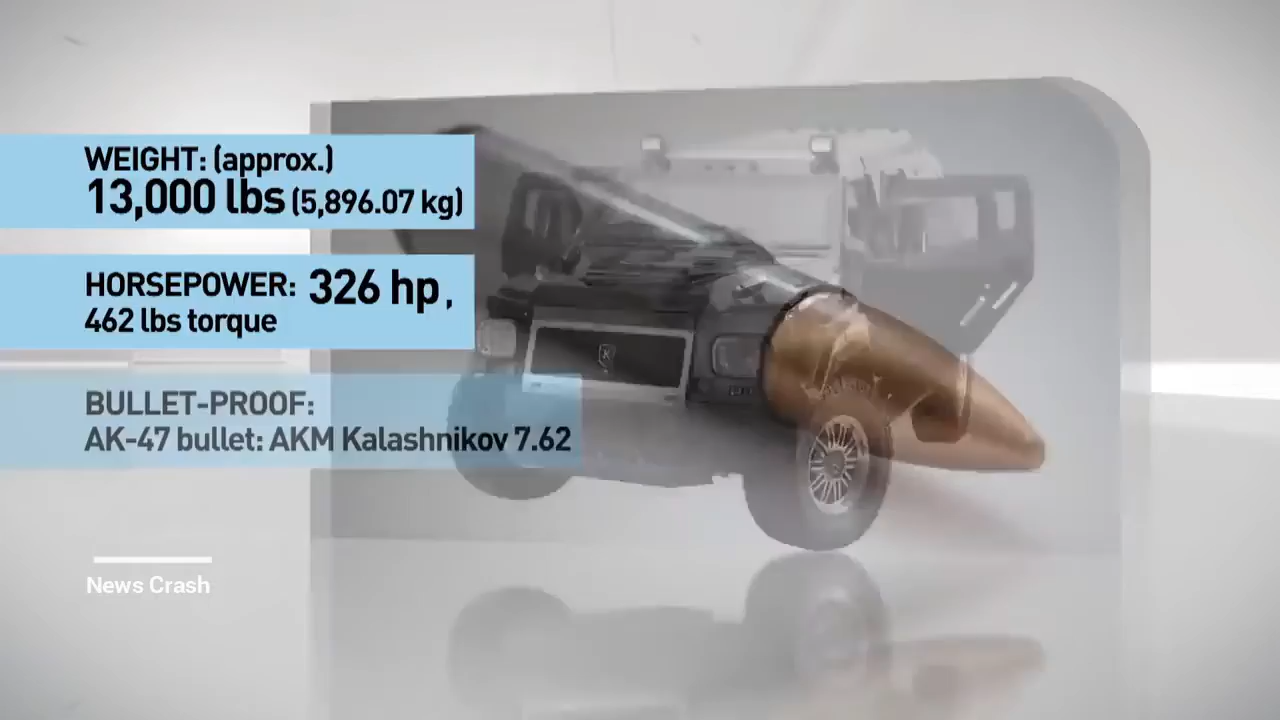 WEIGHT: (approx.)
13,000 lbs (5,896.07 kg)
HORSEPOWER: 326 hp,
462 lbs torque
BULLET-PROOF:
AK-47 bullet: AKM Kalashnikov 7.62
News Crash